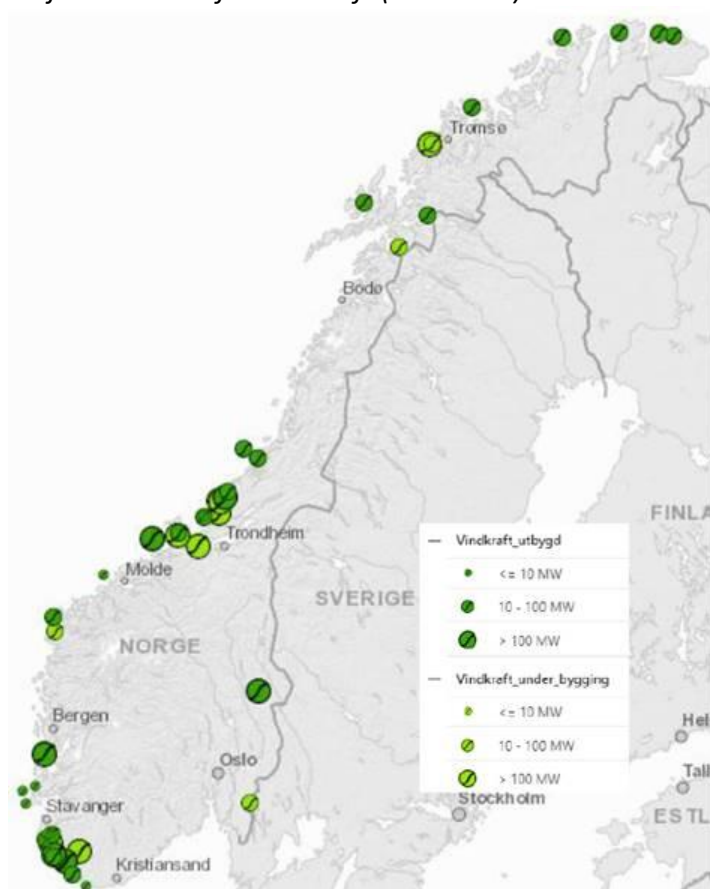 Tromsø
Bodø
FINLA
Trondheim
Molde
SVERIGE
NORGE
Bergen
Oslo
Stavanger
Kristiansand
Stockholm
Hel
Tall
ESTL
Vindkraft_utbygd
<= 10 MW
10 - 100 MW
> 100 MW
Vindkraft_under_bygging
<= 10 MW
10 - 100 MW
> 100 MW